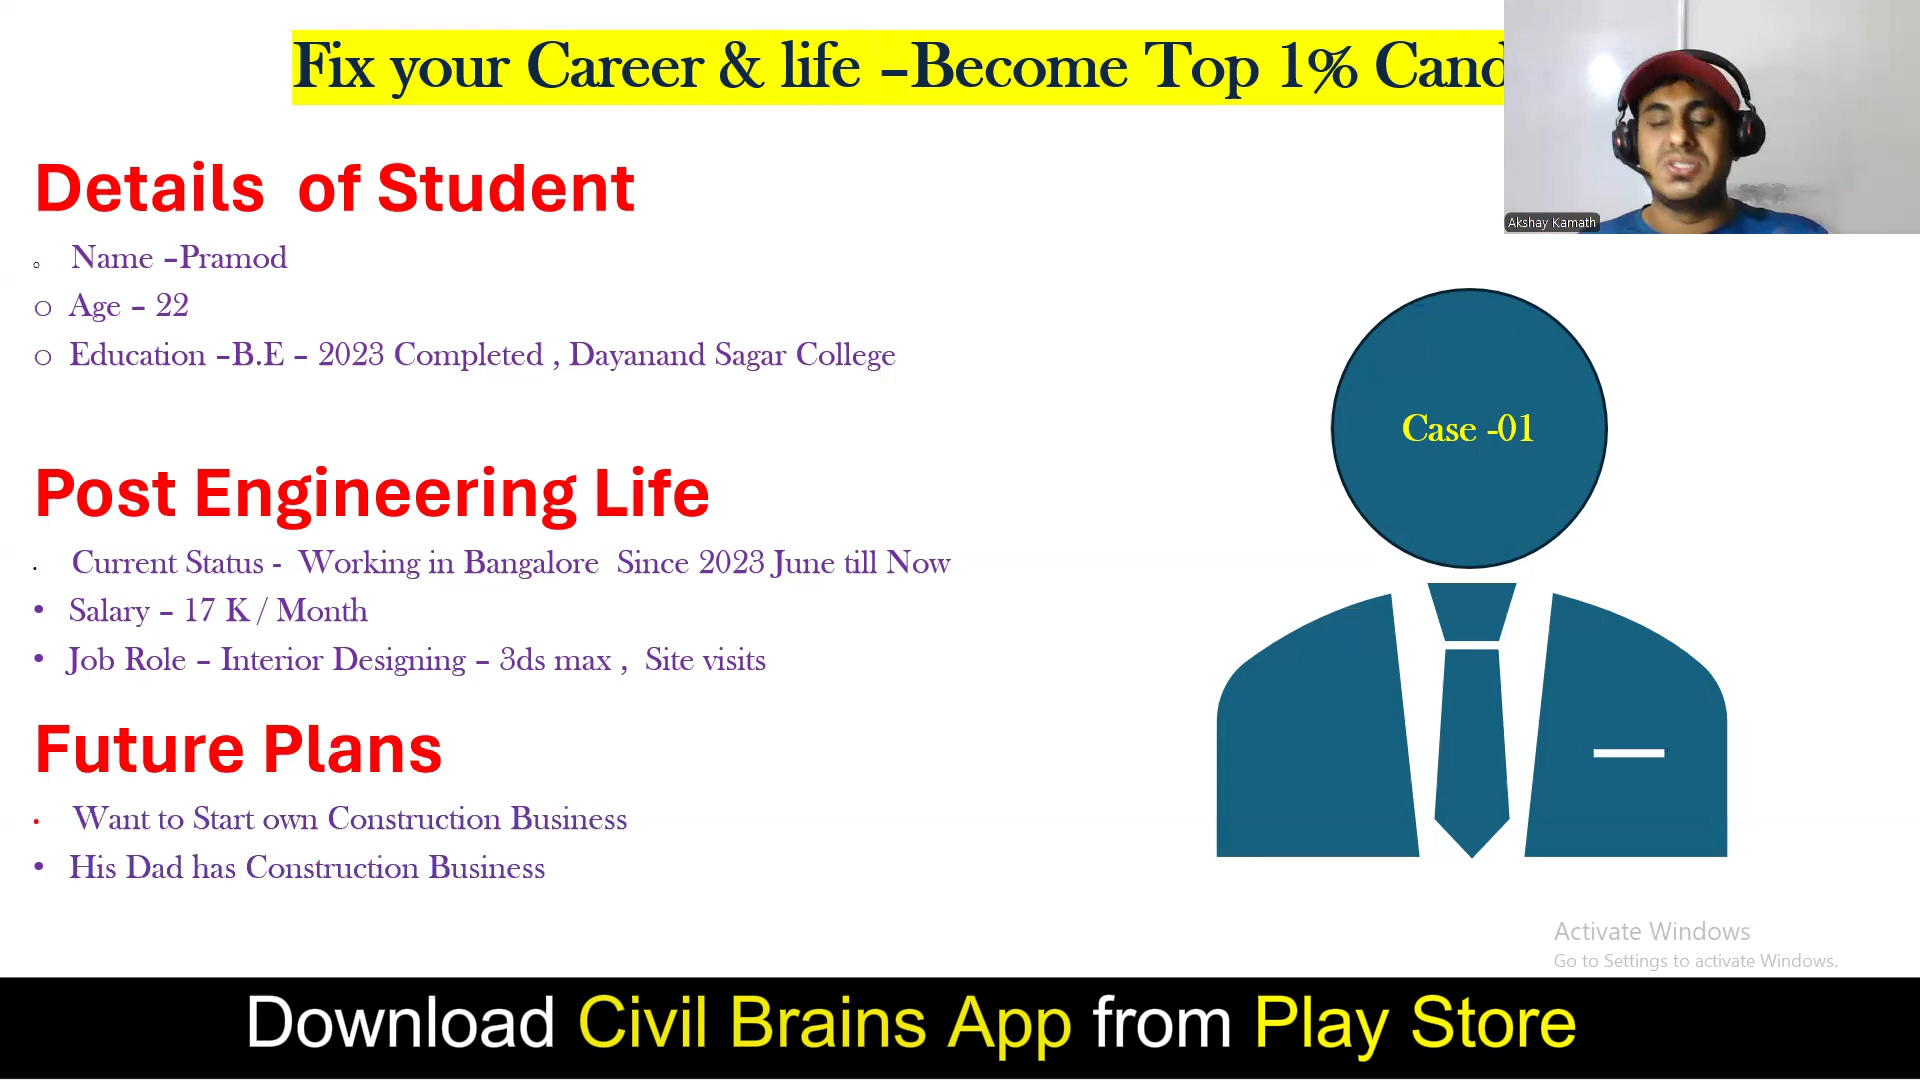 Fix your Career & life –Become Top 1% Cand
Akshay Kamath
Details of Student
Name –Pramod
Age – 22
Education –B.E – 2023 Completed , Dayanand Sagar College
Case -01
Post Engineering Life
Current Status - Working in Bangalore Since 2023 June till Now
Salary – 17 K / Month
Job Role – Interior Designing – 3ds max , Site visits
Future Plans
Want to Start own Construction Business
His Dad has Construction Business
Activate Windows
Go to Settings to activate Windows.
Download Civil Brains App from Play Store